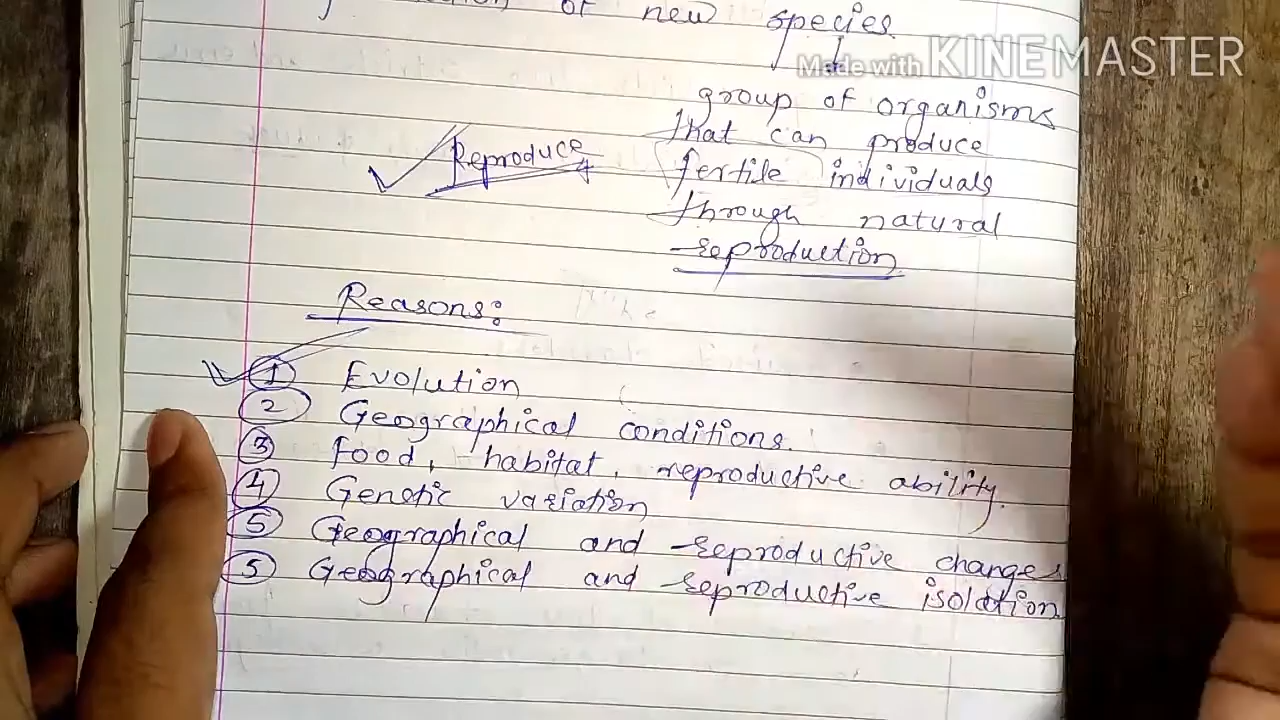 of new species.
Made with KINEMASTER
group of organisms
that can produce
Reproduce
fertile individuals
through natural
reproduction.
Reasons:
1 Evolution
2 Geographical conditions.
3 Food, habitat, reproductive ability.
4 Genetic variation
5 Geographical and reproductive changes
5 Geographical and reproductive isolation